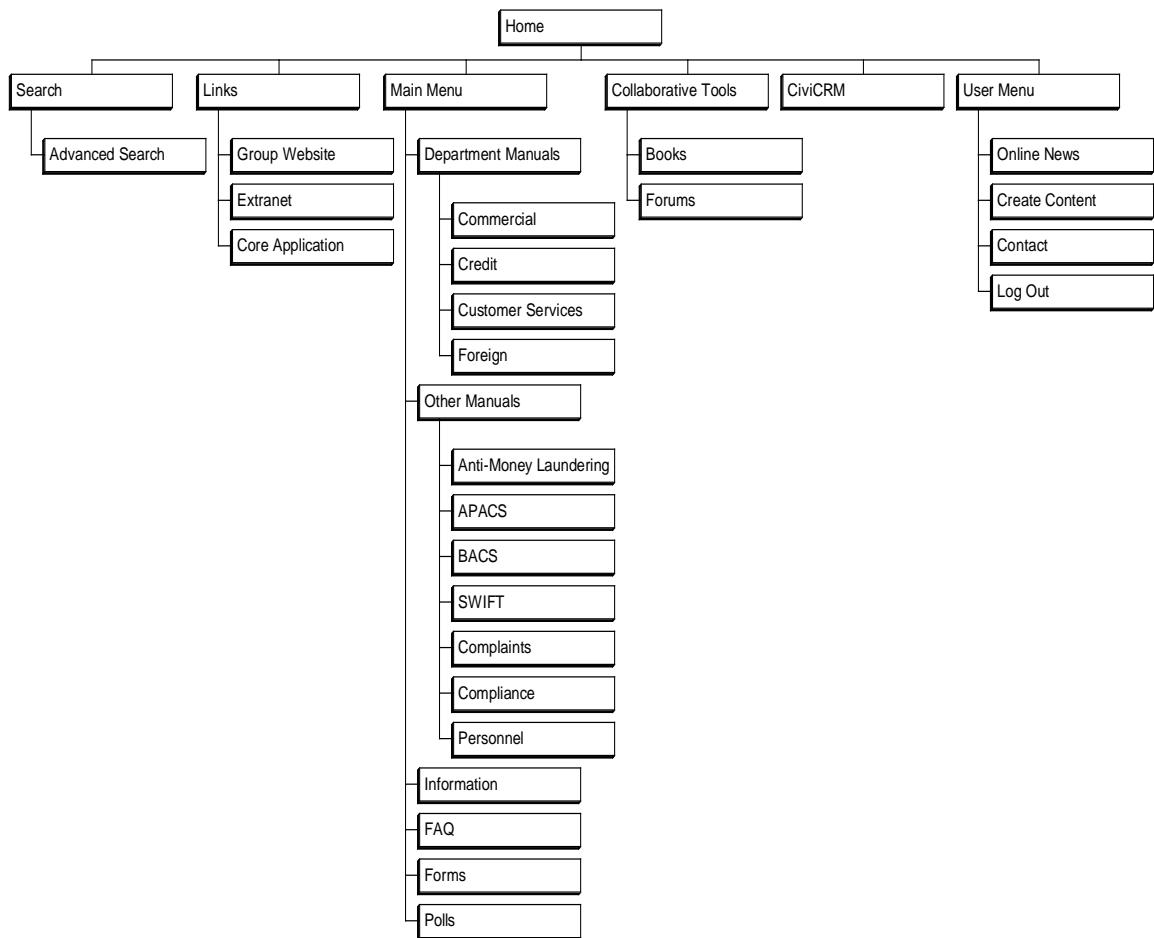 Home
Search
Links
Main Menu
Collaborative Tools
CiviCRM
User Menu
Advanced Search
Group Website
Extranet
Core Application
Department Manuals
Commercial
Credit
Customer Services
Foreign
Other Manuals
Anti-Money Laundering
APACS
BACS
SWIFT
Complaints
Compliance
Personnel
Information
FAQ
Forms
Polls
Books
Forums
Online News
Create Content
Contact
Log Out